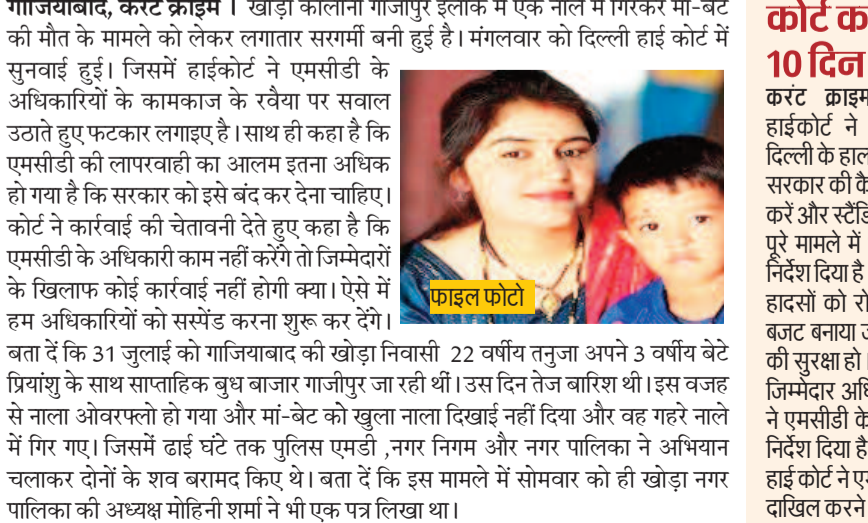 गाजियाबाद, करंट क्राइम । खोड़ा कालोनी गाजीपुर इलाके में एक नाले में गिरकर मां-बेटे
की मौत के मामले को लेकर लगातार सरगर्मी बनी हुई है। मंगलवार को दिल्ली हाई कोर्ट में
सुनवाई हुई। जिसमें हाईकोर्ट ने एमसीडी के
अधिकारियों के कामकाज के रवैया पर सवाल
उठाते हुए फटकार लगाइए है। साथ ही कहा है कि
एमसीडी की लापरवाही का आलम इतना अधिक
हो गया है कि सरकार को इसे बंद कर देना चाहिए।
कोर्ट ने कार्रवाई की चेतावनी देते हुए कहा है कि
एमसीडी के अधिकारी काम नहीं करेंगे तो जिम्मेदारों
के खिलाफ कोई कार्रवाई नहीं होगी क्या। ऐसे में
हम अधिकारियों को सस्पेंड करना शुरू कर देंगे।
फाइल फोटो
बता दें कि 31 जुलाई को गाजियाबाद की खोड़ा निवासी 22 वर्षीय तनुजा अपने 3 वर्षीय बेटे
प्रियांशु के साथ साप्ताहिक बुध बाजार गाजीपुर जा रही थीं। उस दिन तेज बारिश थी। इस वजह
से नाला ओवरफ्लो हो गया और मां-बेट को खुला नाला दिखाई नहीं दिया और वह गहरे नाले
में गिर गए। जिसमें ढाई घंटे तक पुलिस एमडी ,नगर निगम और नगर पालिका ने अभियान
चलाकर दोनों के शव बरामद किए थे। बता दें कि इस मामले में सोमवार को ही खोड़ा नगर
पालिका की अध्यक्ष मोहिनी शर्मा ने भी एक पत्र लिखा था।
कोर्ट क
10 दिन
करंट क्राइम
हाईकोर्ट ने
दिल्ली के हाल
सरकार की कै
करें और स्टैंडि
पूरे मामले में
निर्देश दिया है
हादसों को रो
बजट बनाया ज
की सुरक्षा हो।
जिम्मेदार अधि
ने एमसीडी के
निर्देश दिया है
हाई कोर्ट ने एम
दाखिल करने